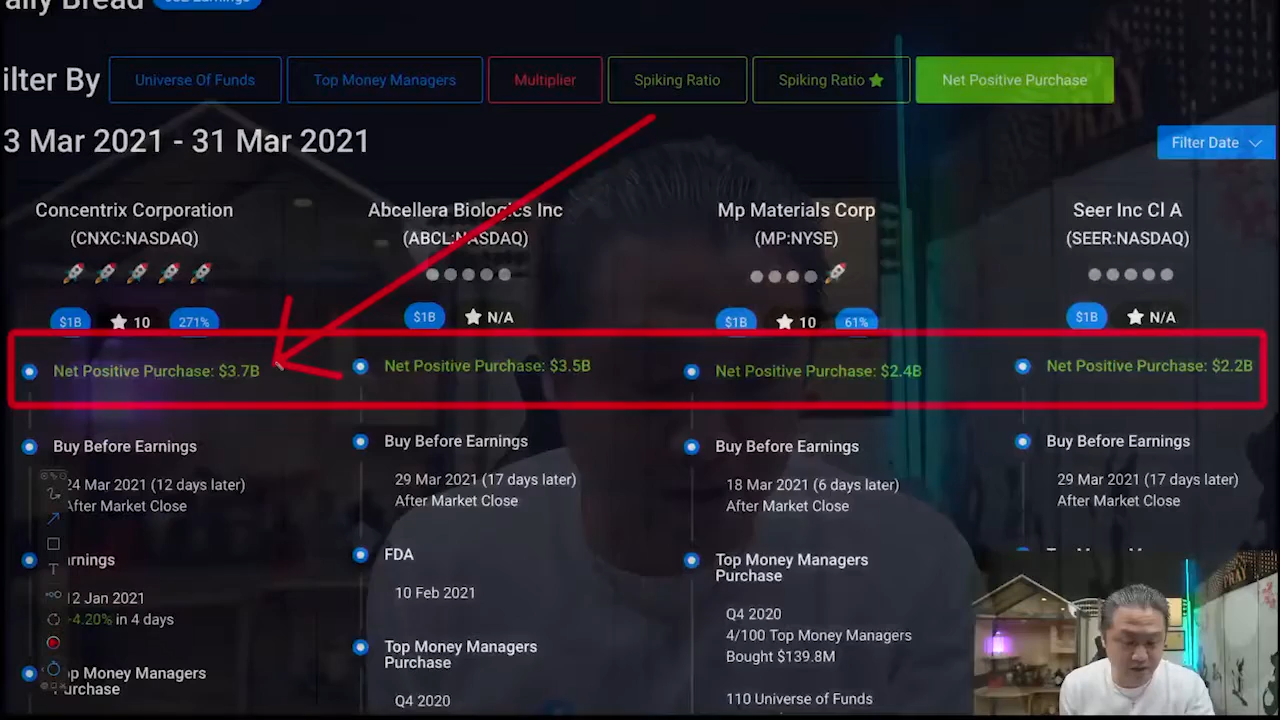 ally Bread
ilter By
Universe Of Funds
Top Money Managers
Multiplier
Spiking Ratio
Spiking Ratio
Net Positive Purchase
3 Mar 2021 - 31 Mar 2021
Filter Date
Concentrix Corporation
(CNXC:NASDAQ)
$1B
10
271%
Net Positive Purchase: $3.7B
Buy Before Earnings
24 Mar 2021 (12 days later)
After Market Close
rnings
12 Jan 2021
4.20% in 4 days
op Money Managers
urchase
Abcellera Biologics Inc
(ABCL:NASDAQ)
$1B
N/A
Net Positive Purchase: $3.5B
Buy Before Earnings
29 Mar 2021 (17 days later)
After Market Close
FDA
10 Feb 2021
Top Money Managers
Purchase
Q4 2020
Mp Materials Corp
(MP:NYSE)
$1B
10
61%
Net Positive Purchase: $2.4B
Buy Before Earnings
18 Mar 2021 (6 days later)
After Market Close
Top Money Managers
Purchase
Q4 2020
4/100 Top Money Managers
Bought $139.8M
110 Universe of Funds
Seer Inc Cl A
(SEER:NASDAQ)
$1B
N/A
Net Positive Purchase: $2.2B
Buy Before Earnings
29 Mar 2021 (17 days later)
After Market Close
PRAY
PRAY